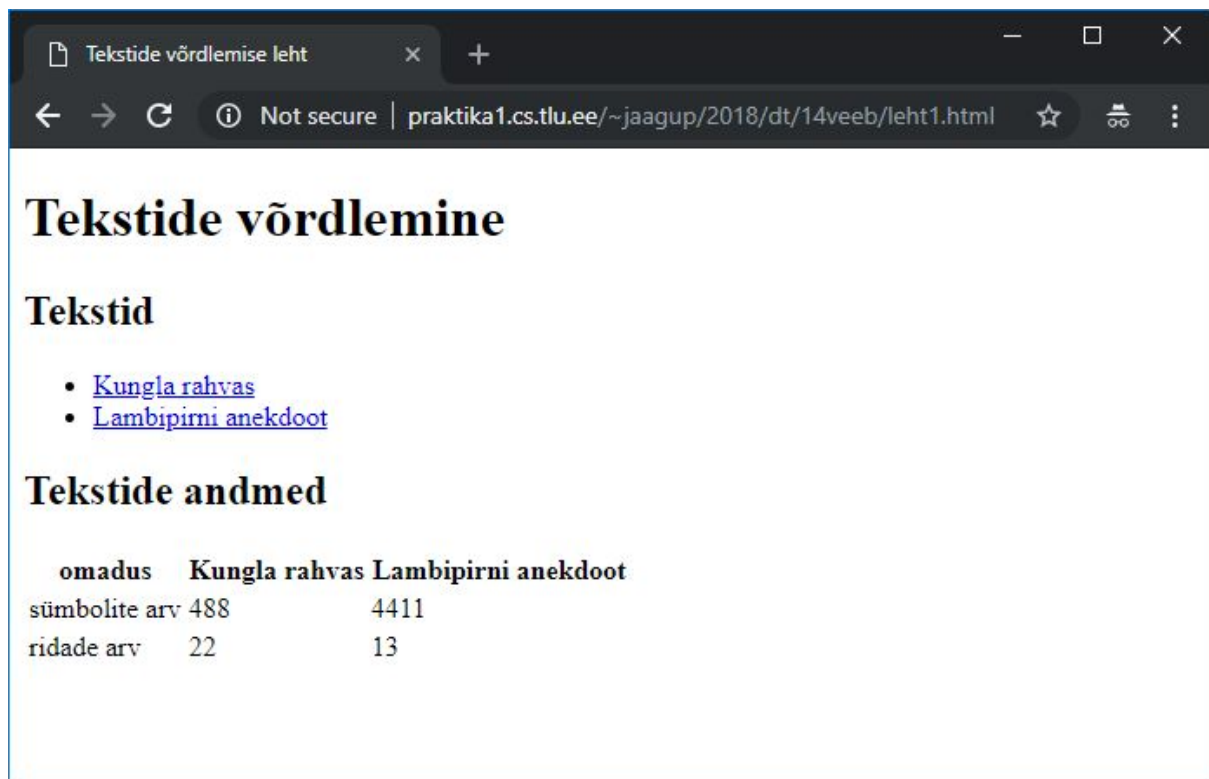 Tekstide võrdlemise leht
Not secure | praktika1.cs.tlu.ee/~jaagup/2018/dt/14veeb/leht1.html
Tekstide võrdlemine
Tekstid
• Kungla rahvas
• Lambipirni anekdoot
Tekstide andmed
omadus Kungla rahvas Lambipirni anekdoot
sümbolite arv 488 4411
ridade arv 22 13